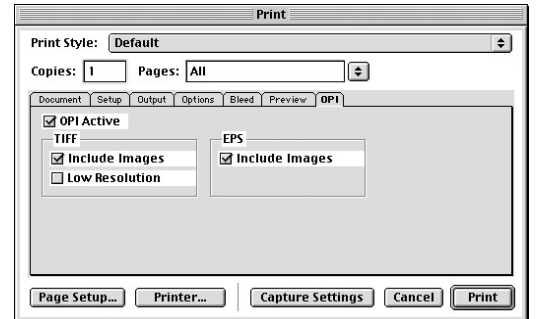 Print
Print Style: Default
Copies: 1 Pages: All
Document Setup Output Options Bleed Preview OPI
OPI Active
TIFF EPS
Include Images Include Images
Low Resolution
Page Setup... Printer... Capture Settings Cancel Print